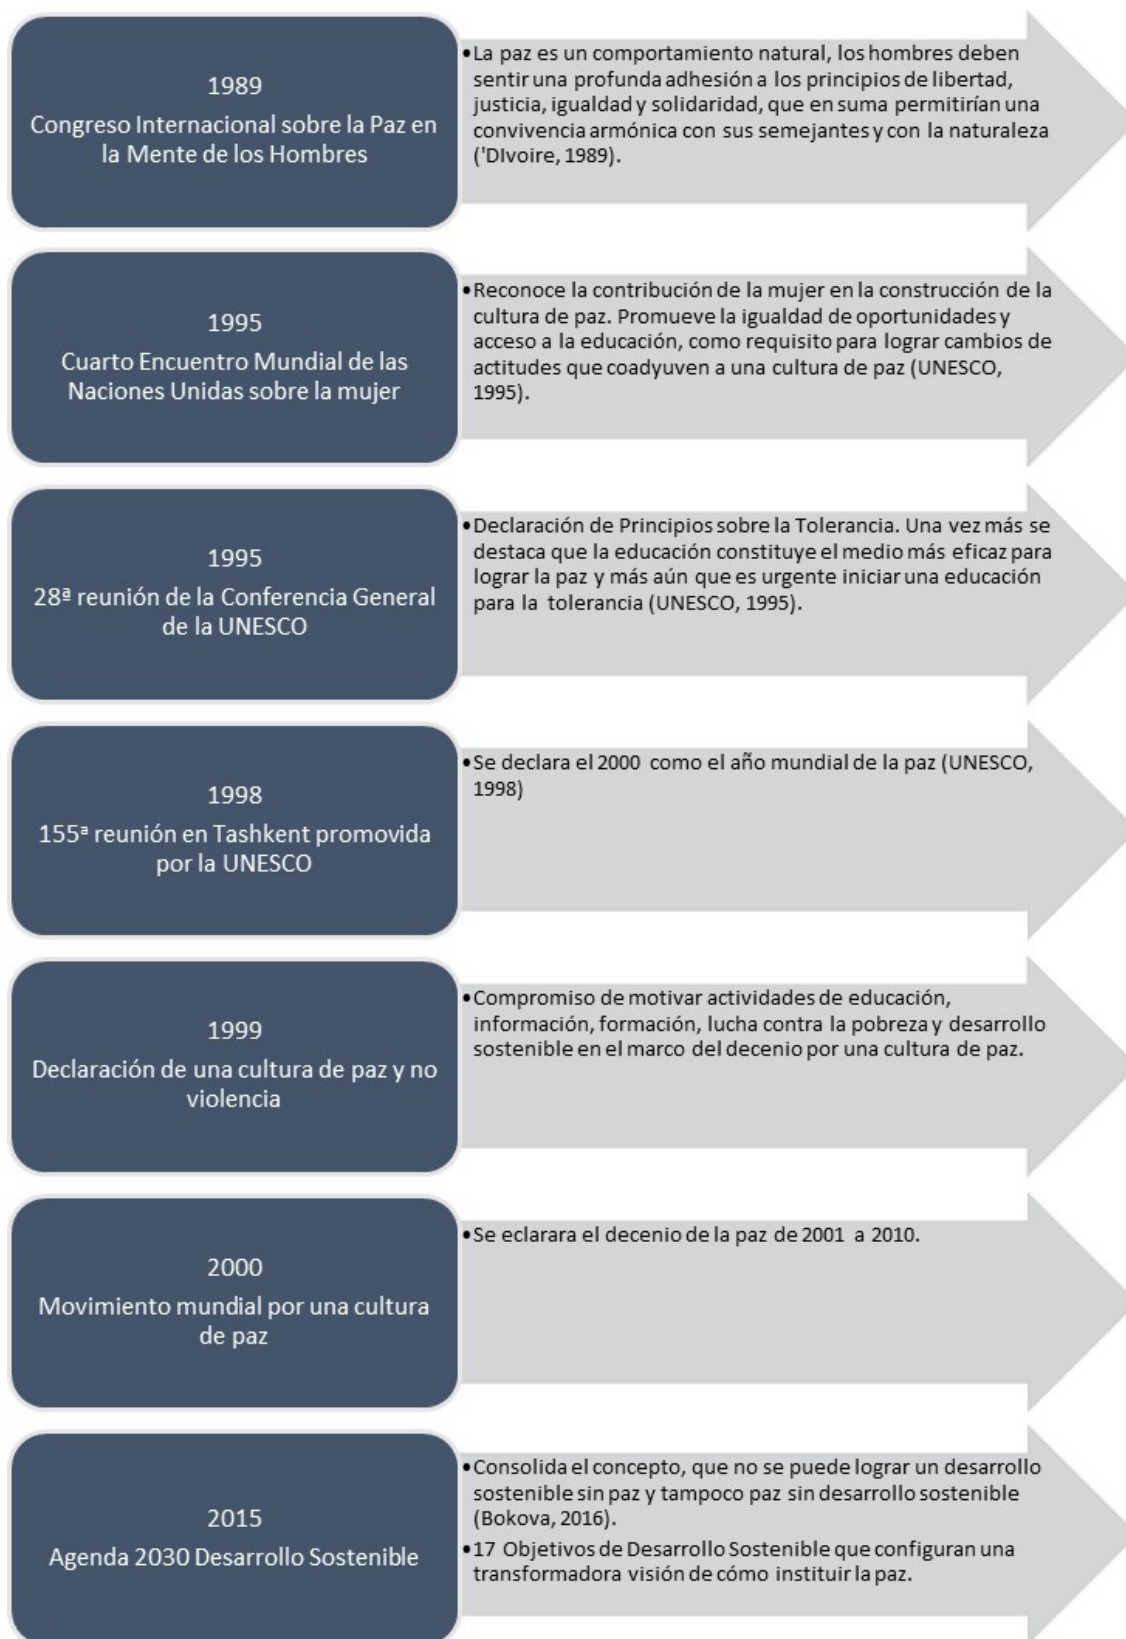 1989
Congreso Internacional sobre la Paz en
la Mente de los Hombres
•La paz es un comportamiento natural, los hombres deben
sentir una profunda adhesión a los principios de libertad,
justicia, igualdad y solidaridad, que en suma permitirían una
convivencia armónica con sus semejantes y con la naturaleza
('DIvoire, 1989).
1995
Cuarto Encuentro Mundial de las
Naciones Unidas sobre la mujer
•Reconoce la contribución de la mujer en la construcción de la
cultura de paz. Promueve la igualdad de oportunidades y
acceso a la educación, como requisito para lograr cambios de
actitudes que coadyuven a una cultura de paz (UNESCO,
1995).
1995
28ª reunión de la Conferencia General
de la UNESCO
•Declaración de Principios sobre la Tolerancia. Una vez más se
destaca que la educación constituye el medio más eficaz para
lograr la paz y más aún que es urgente iniciar una educación
para la tolerancia (UNESCO, 1995).
1998
155ª reunión en Tashkent promovida
por la UNESCO
•Se declara el 2000 como el año mundial de la paz (UNESCO,
1998)
1999
Declaración de una cultura de paz y no
violencia
•Compromiso de motivar actividades de educación,
información, formación, lucha contra la pobreza y desarrollo
sostenible en el marco del decenio por una cultura de paz.
2000
Movimiento mundial por una cultura
de paz
•Se eclarara el decenio de la paz de 2001 a 2010.
2015
Agenda 2030 Desarrollo Sostenible
•Consolida el concepto, que no se puede lograr un desarrollo
sostenible sin paz y tampoco paz sin desarrollo sostenible
(Bokova, 2016).
•17 Objetivos de Desarrollo Sostenible que configuran una
transformadora visión de cómo instituir la paz.